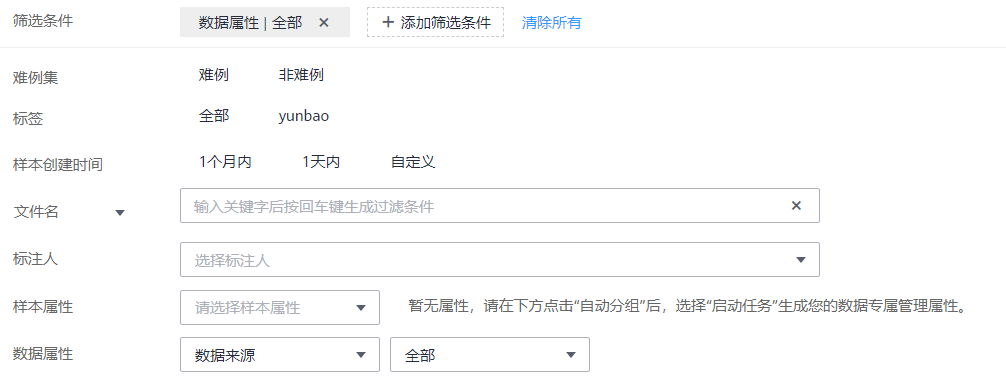 筛选条件 数据属性 | 全部 × + 添加筛选条件 清除所有
难例集 难例 非难例
标签 全部 yunbao
样本创建时间 1个月内 1天内 自定义
文件名 输入关键字后按回车键生成过滤条件 ×
标注人 选择标注人
样本属性 请选择样本属性 暂无属性，请在下方点击“自动分组”后，选择“启动任务”生成您的数据专属管理属性。
数据属性 数据来源 全部